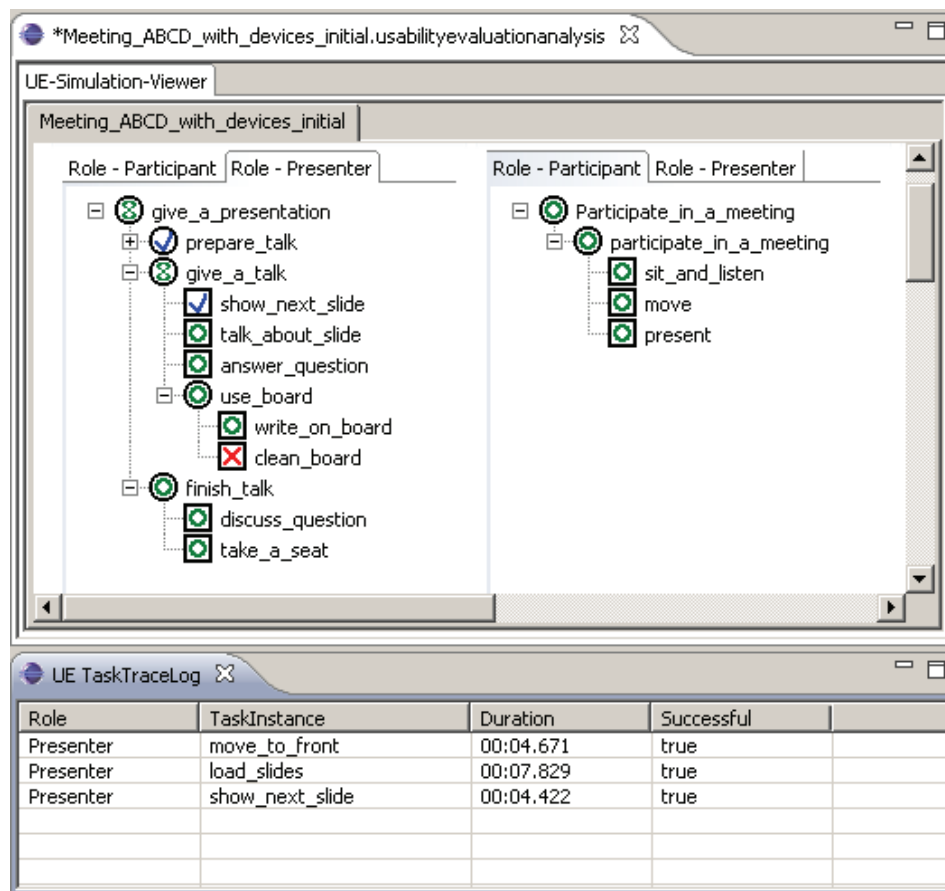 *Meeting_ABCD_with_devices_initial.usabilityevaluationanalysis
UE-Simulation-Viewer
Meeting_ABCD_with_devices_initial
Role - Participant Role - Presenter
give_a_presentation
prepare_talk
give_a_talk
show_next_slide
talk_about_slide
answer_question
use_board
write_on_board
clean_board
finish_talk
discuss_question
take_a_seat
Role - Participant Role - Presenter
Participate_in_a_meeting
participate_in_a_meeting
sit_and_listen
move
present
UE TaskTraceLog
Role TaskInstance Duration Successful
Presenter move_to_front 00:04.671 true
Presenter load_slides 00:07.829 true
Presenter show_next_slide 00:04.422 true